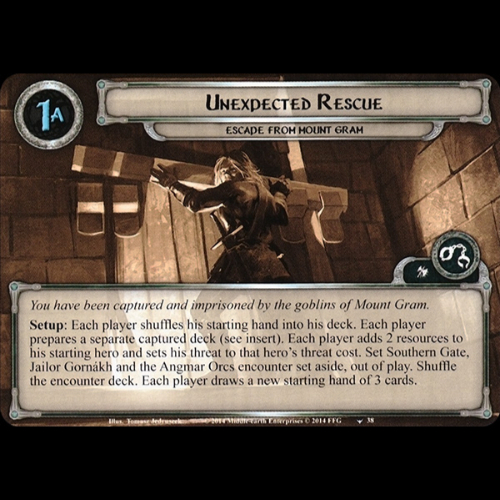 1A
Unexpected Rescue
Escape from Mount Gram
You have been captured and imprisoned by the goblins of Mount Gram.
Setup: Each player shuffles his starting hand into his deck. Each player
prepares a separate captured deck (see insert). Each player adds 2 resources to
his starting hero and sets his threat to that hero's threat cost. Set Southern Gate,
Jailor Gornákh and the Angmar Orcs encounter set aside, out of play. Shuffle
the encounter deck. Each player draws a new starting hand of 3 cards.
Illus. Tomasz Jedruszek © 2014 Middle-earth Enterprises © 2014 FFG 38